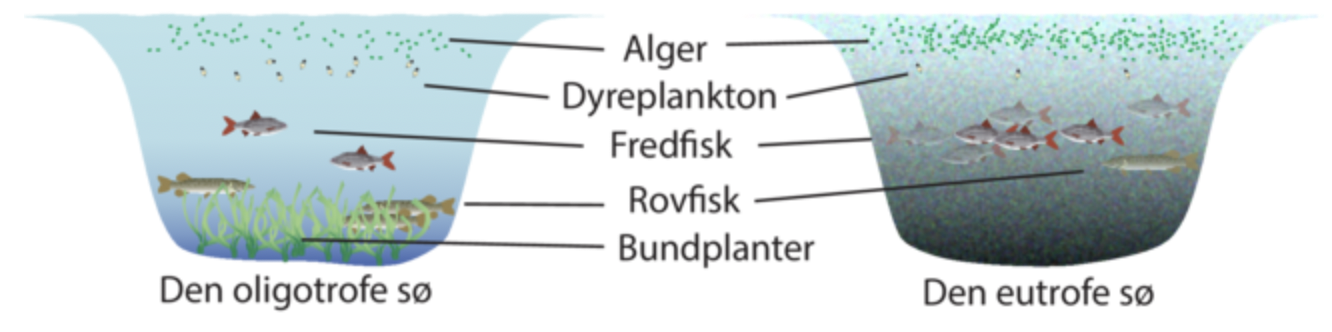 Alger
Dyreplankton
Fredfisk
Rovfisk
Bundplanter
Den oligotrofe sø
Den eutrofe sø